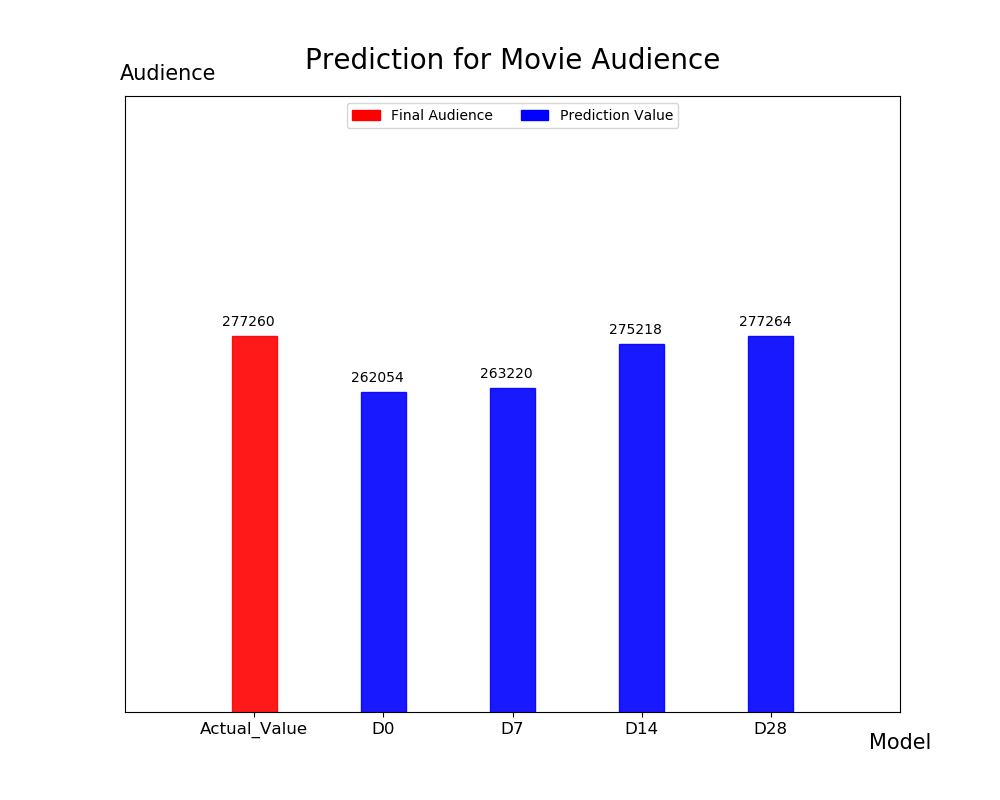 Prediction for Movie Audience
Audience
Final Audience Prediction Value
277260
262054
263220
275218
277264
Actual_Value D0 D7 D14 D28
Model